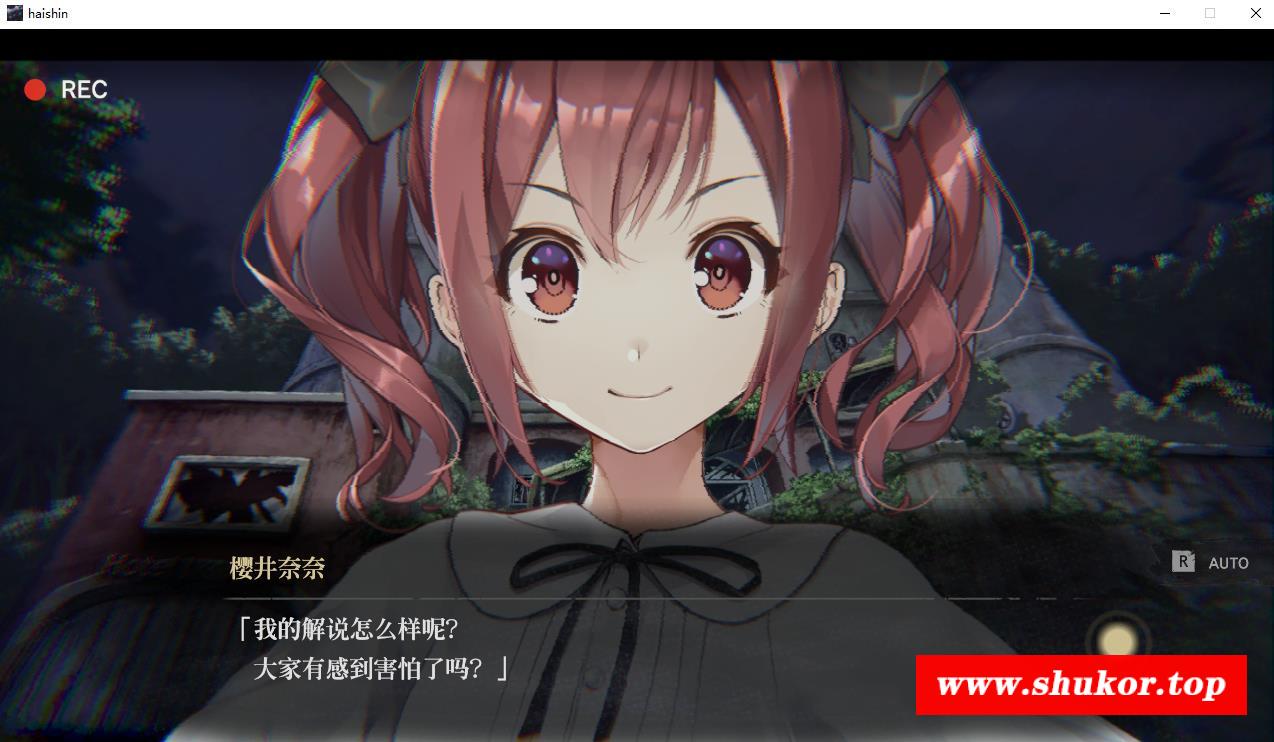 haishin
REC
樱井奈奈
R AUTO
「我的解说怎么样呢？
大家有感到害怕了吗？」
www.shukor.top